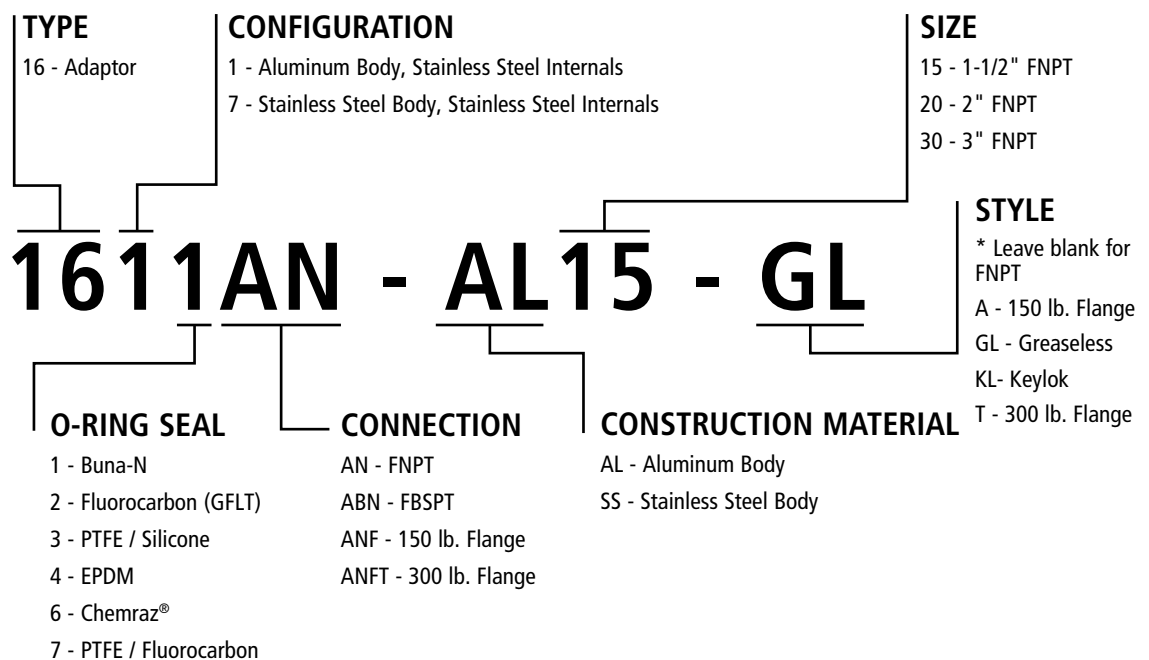 TYPE
16 - Adaptor
CONFIGURATION
1 - Aluminum Body, Stainless Steel Internals
7 - Stainless Steel Body, Stainless Steel Internals
SIZE
15 - 1-1/2" FNPT
20 - 2" FNPT
30 - 3" FNPT
1611AN - AL15 - GL
STYLE
* Leave blank for
FNPT
A - 150 lb. Flange
GL - Greaseless
KL- Keylok
T - 300 lb. Flange
O-RING SEAL
1 - Buna-N
2 - Fluorocarbon (GFLT)
3 - PTFE / Silicone
4 - EPDM
6 - Chemraz®
7 - PTFE / Fluorocarbon
CONNECTION
AN - FNPT
ABN - FBSPT
ANF - 150 lb. Flange
ANFT - 300 lb. Flange
CONSTRUCTION MATERIAL
AL - Aluminum Body
SS - Stainless Steel Body